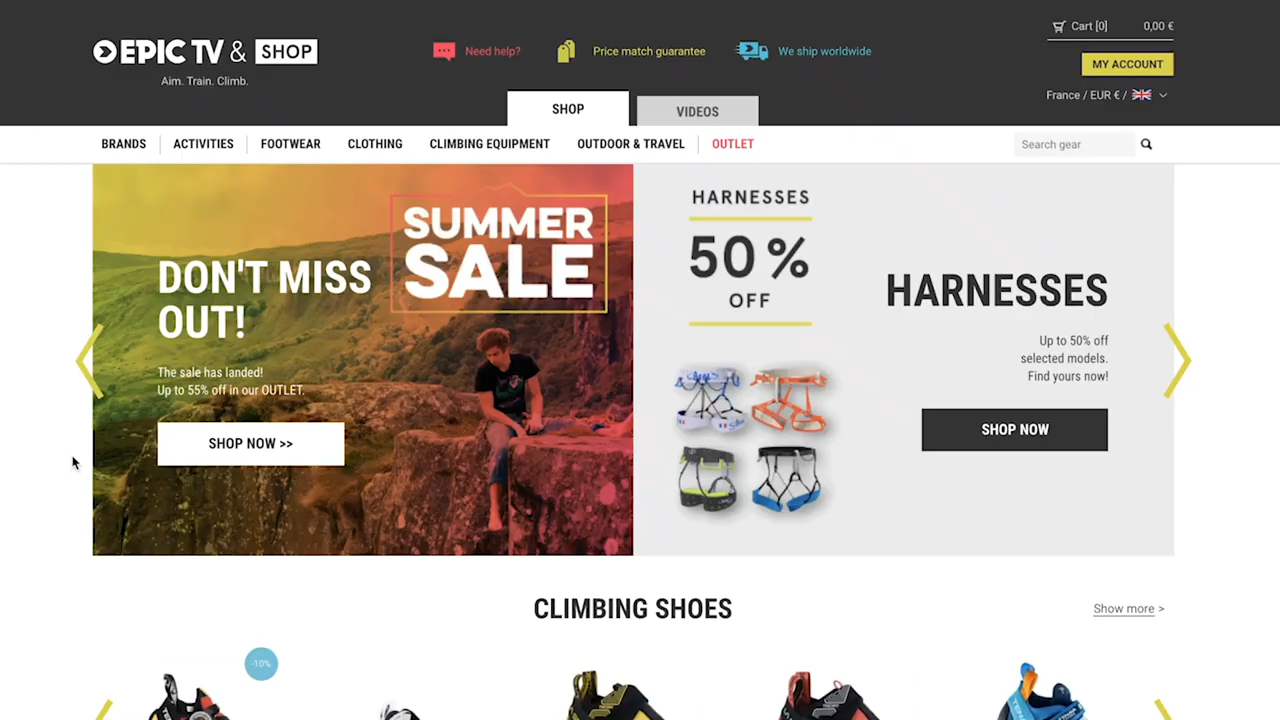 EPIC TV & SHOP
Aim. Train. Climb.
Need help?
Price match guarantee
We ship worldwide
Cart [0]
0,00 €
MY ACCOUNT
France / EUR € /
SHOP
VIDEOS
BRANDS
ACTIVITIES
FOOTWEAR
CLOTHING
CLIMBING EQUIPMENT
OUTDOOR & TRAVEL
OUTLET
Search gear
SUMMER
SALE
DON'T MISS
OUT!
The sale has landed!
Up to 55% off in our OUTLET.
SHOP NOW >>
HARNESSES
50 %
OFF
HARNESSES
Up to 50% off
selected models.
Find yours now!
SHOP NOW
CLIMBING SHOES
Show more >
-10%